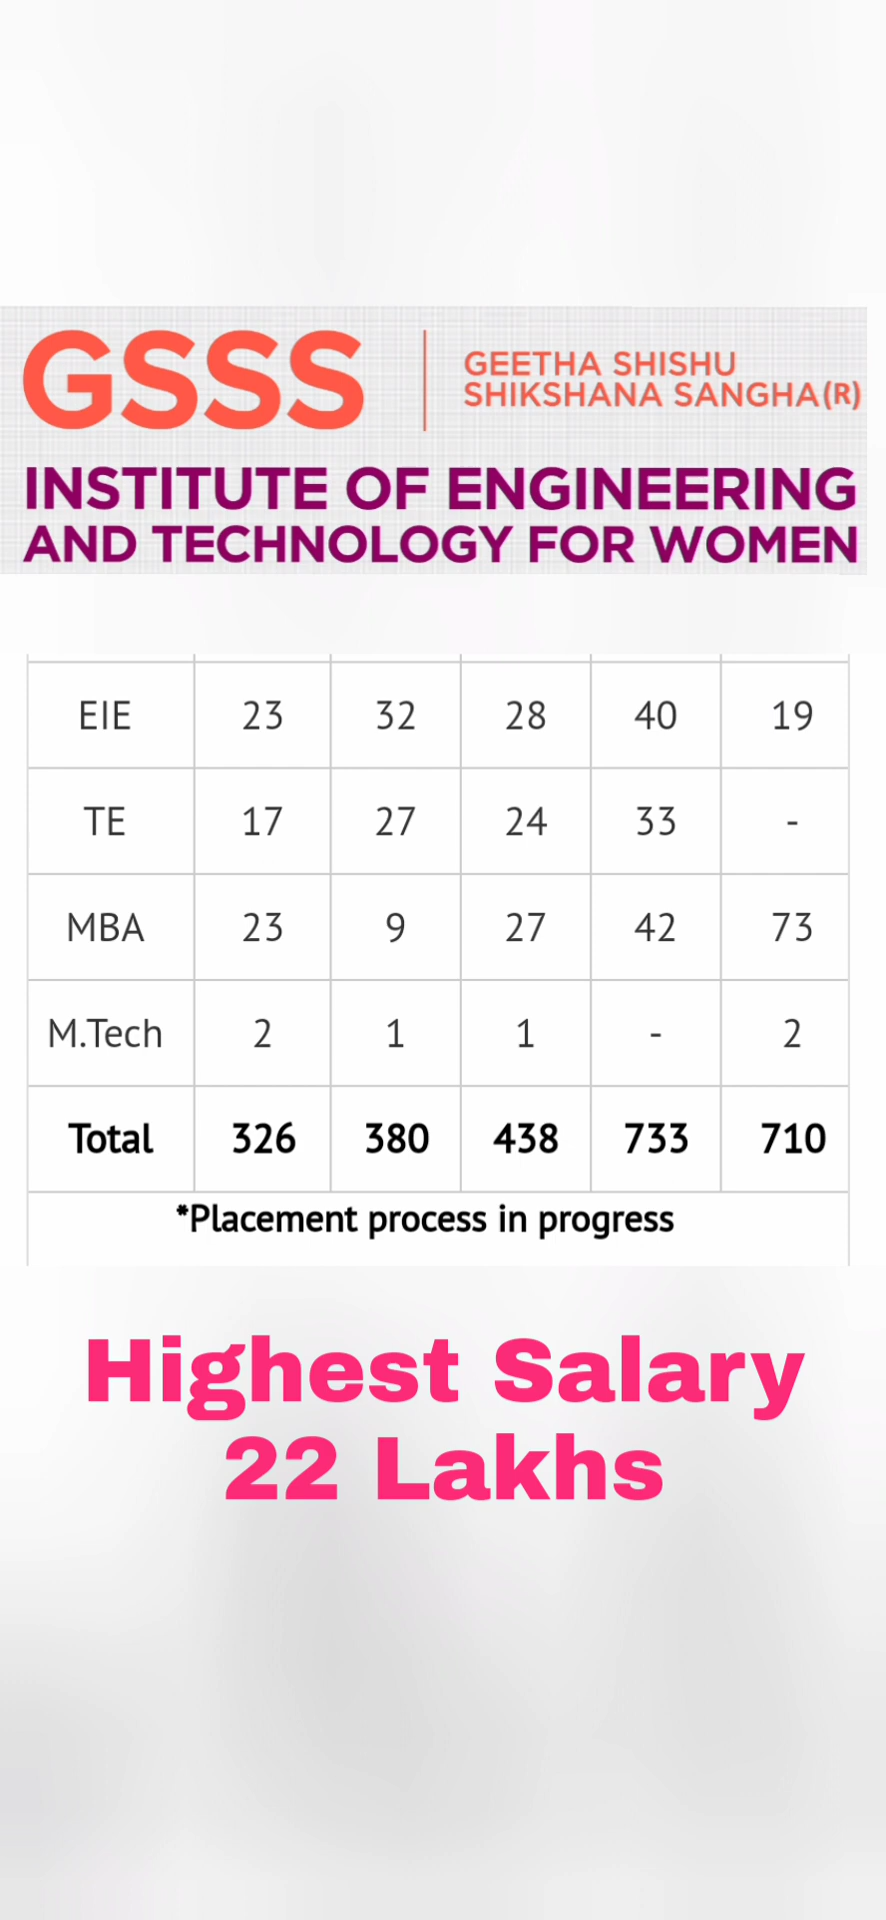 GSSS
GEETHA SHISHU
SHIKSHANA SANGHA(R)
INSTITUTE OF ENGINEERING
AND TECHNOLOGY FOR WOMEN
EIE 23 32 28 40 19
TE 17 27 24 33 -
MBA 23 9 27 42 73
M.Tech 2 1 1 - 2
Total 326 380 438 733 710
*Placement process in progress
Highest Salary
22 Lakhs